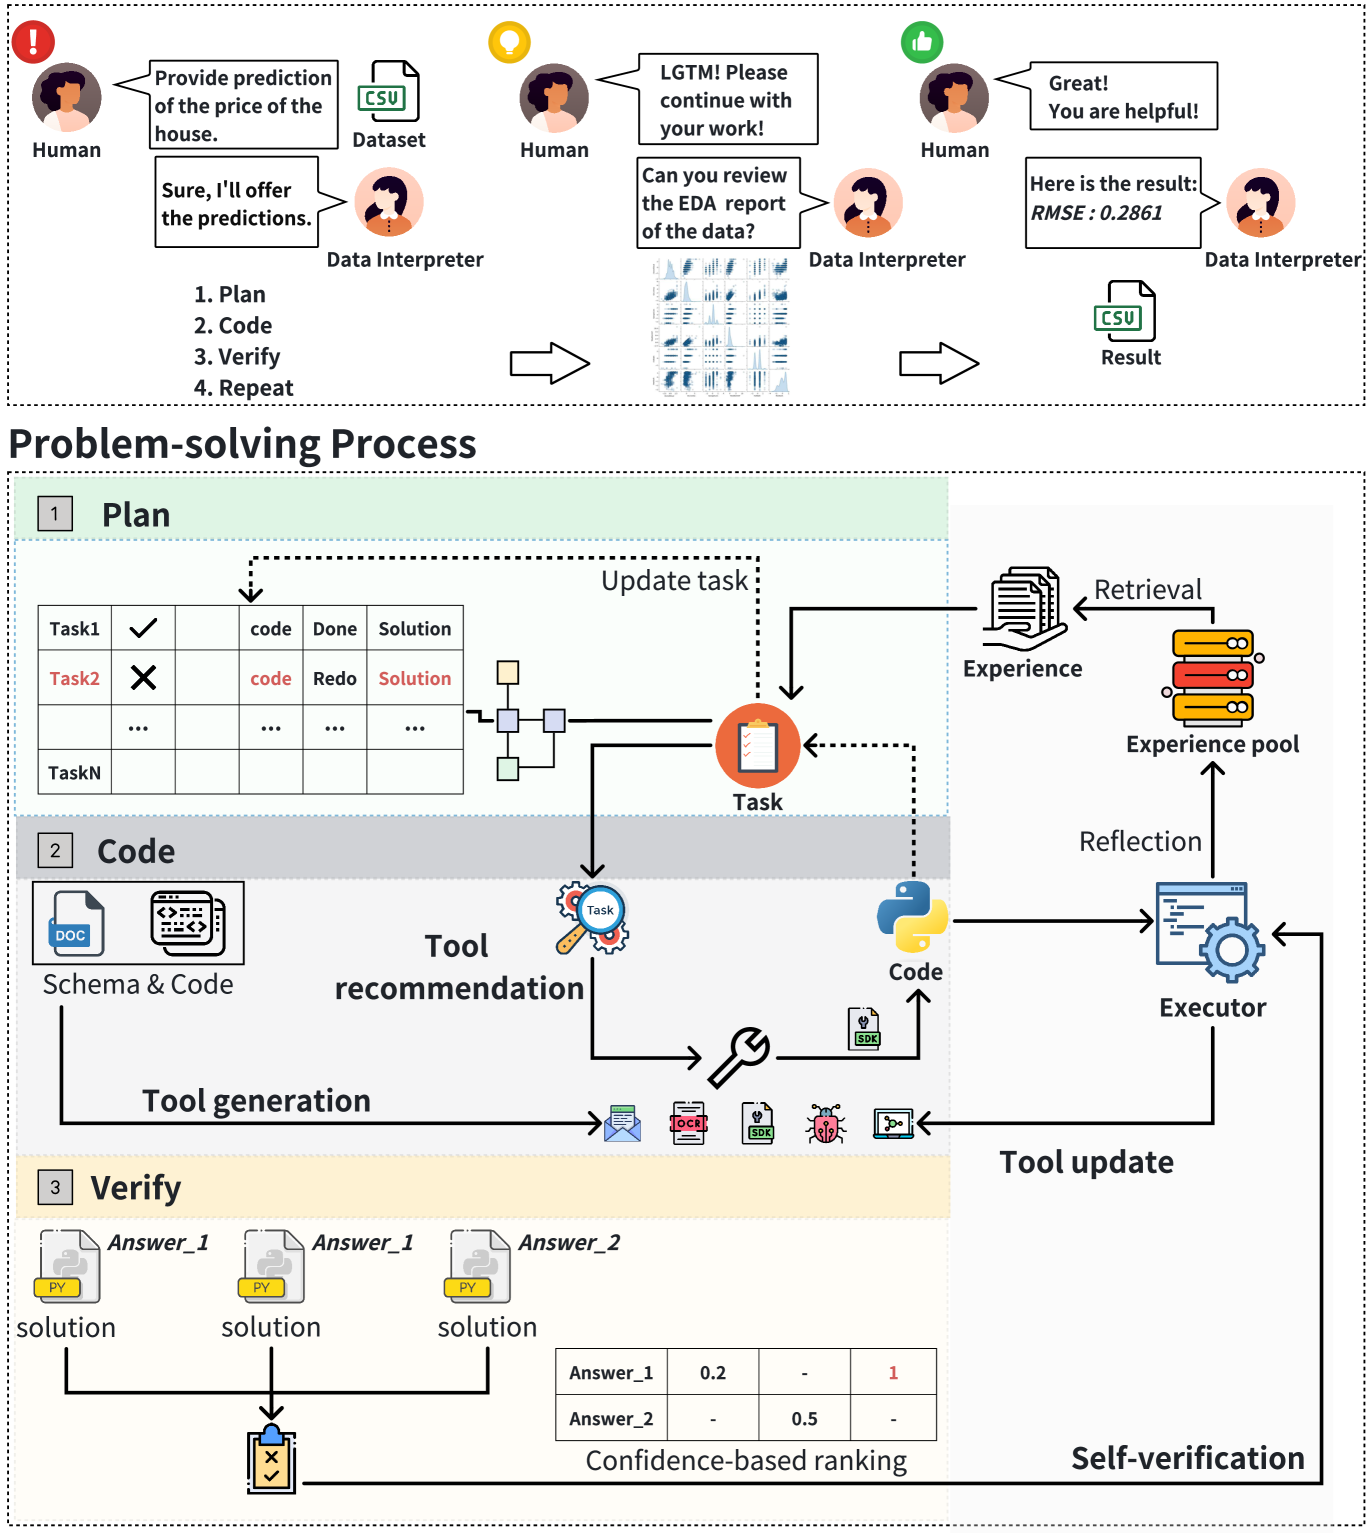 Provide prediction
of the price of the
house.
CSV
Dataset
Human
Sure, I'll offer
the predictions.
Data Interpreter
1. Plan
2. Code
3. Verify
4. Repeat
LGTM! Please
continue with
your work!
Human
Can you review
the EDA report
of the data?
Data Interpreter
Great!
You are helpful!
Human
Here is the result:
RMSE : 0.2861
Data Interpreter
CSV
Result
Problem-solving Process
1 Plan
Update task
Task1 code Done Solution
Task2 code Redo Solution
... ... ... ...
TaskN
Task
Retrieval
Experience
Experience pool
Reflection
Executor
2 Code
DOC
Schema & Code
Task
Tool
recommendation
Code
SDK
Tool generation
OCR
SDK
Tool update
3 Verify
Answer_1 Answer_1 Answer_2
PY PY PY
solution solution solution
Answer_1 0.2 - 1
Answer_2 - 0.5 -
Confidence-based ranking
Self-verification